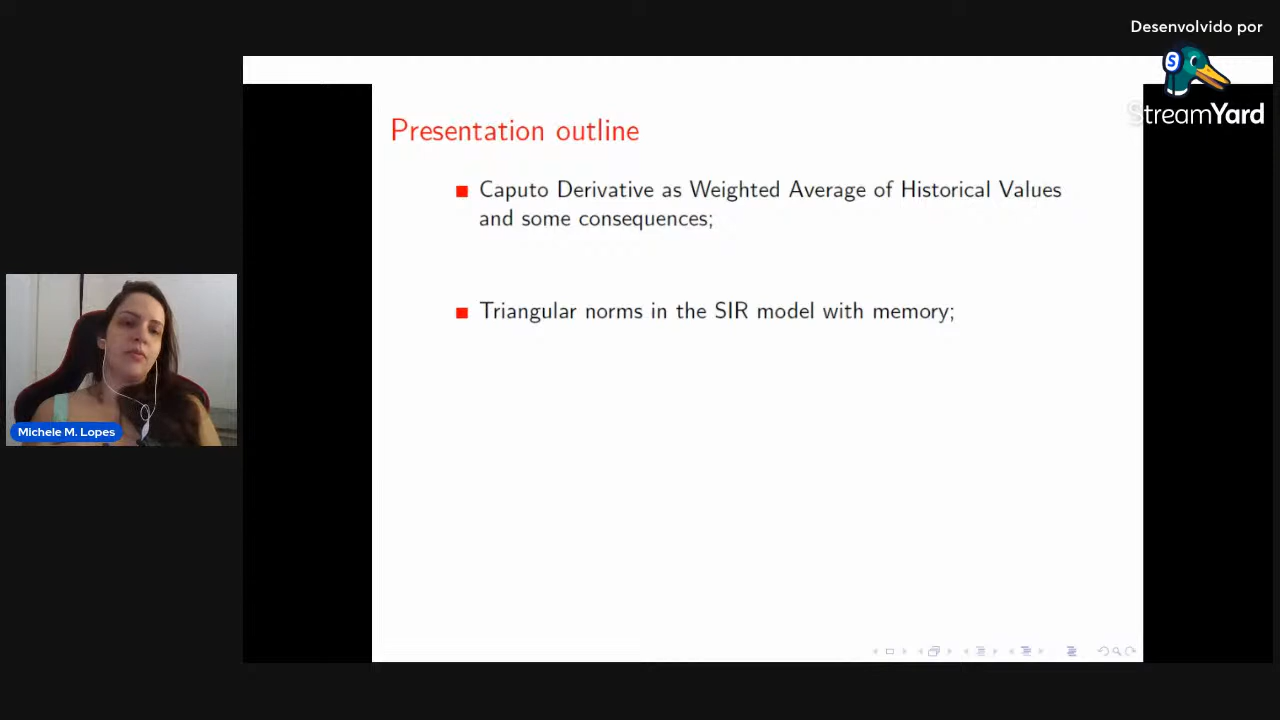 Desenvolvido por
StreamYard
Presentation outline
Caputo Derivative as Weighted Average of Historical Values
and some consequences;
Triangular norms in the SIR model with memory;
Michele M. Lopes